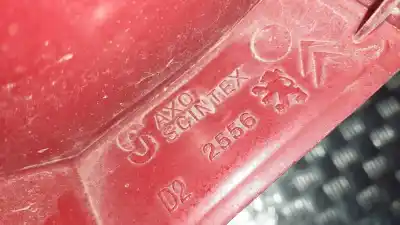 AXO
SCINTEX
2556
D2